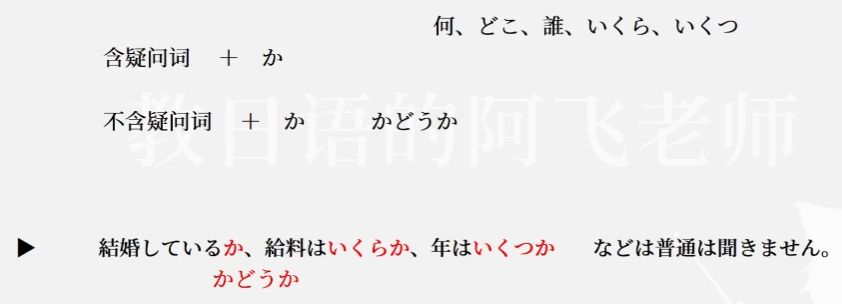 何、どこ、誰、いくら、いくつ
含疑问词 ＋ か
不含疑问词 ＋ か かどうか
教日语的阿飞老师
▶ 結婚しているか、給料はいくらか、年はいくつか などは普通は聞きません。
かどうか